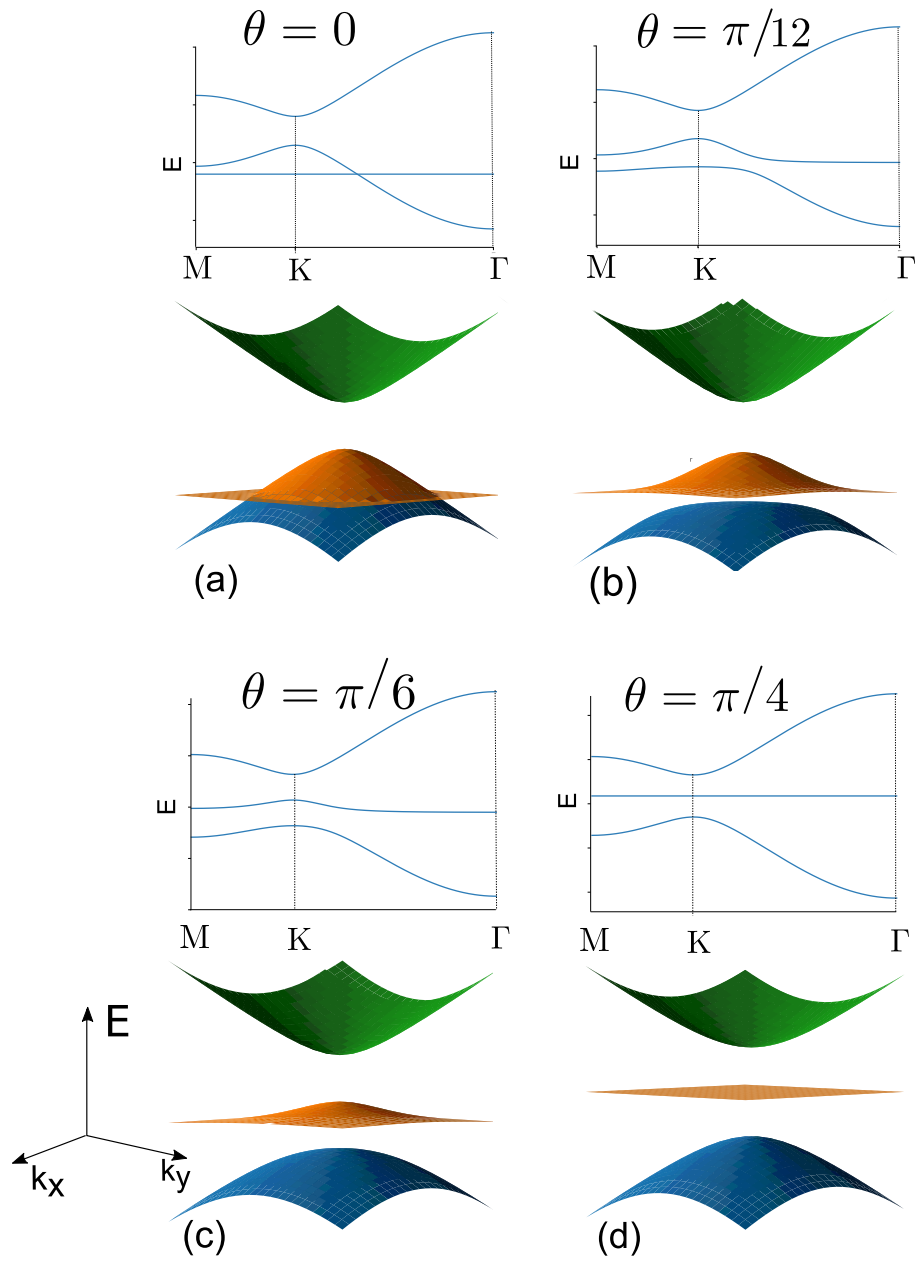 θ = 0
E
M K Γ
(a)
θ = π/12
E
M K Γ
(b)
θ = π/6
E
M K Γ
(c)
θ = π/4
E
M K Γ
(d)
E
kx ky